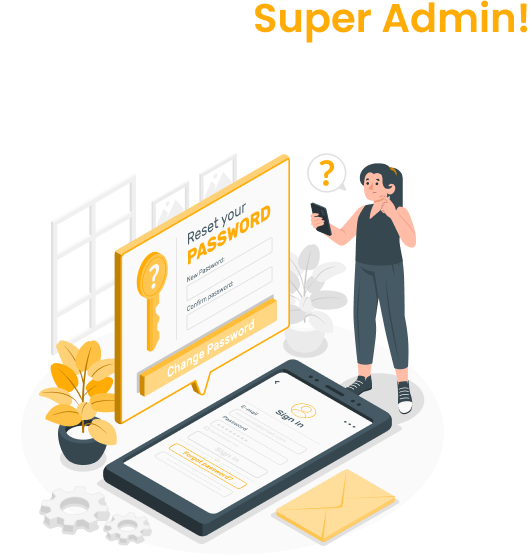 Super Admin!
?
Reset your
PASSWORD
?
New Password:
Confirm password:
Change Password
Sign in
E-mail
Password
********
Sign in
Forgot password?